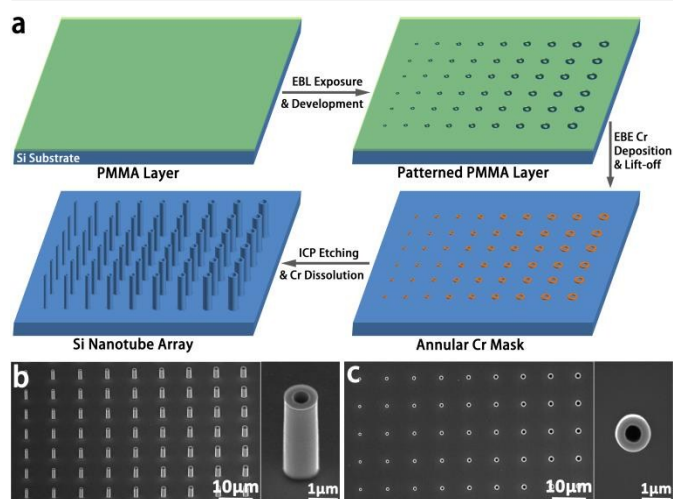 a
EBL Exposure
& Development
Si Substrate
PMMA Layer
Patterned PMMA Layer
EBE Cr
Deposition
& Lift-off
ICP Etching
& Cr Dissolution
Si Nanotube Array
Annular Cr Mask
b
10μm
1μm
c
10μm
1μm